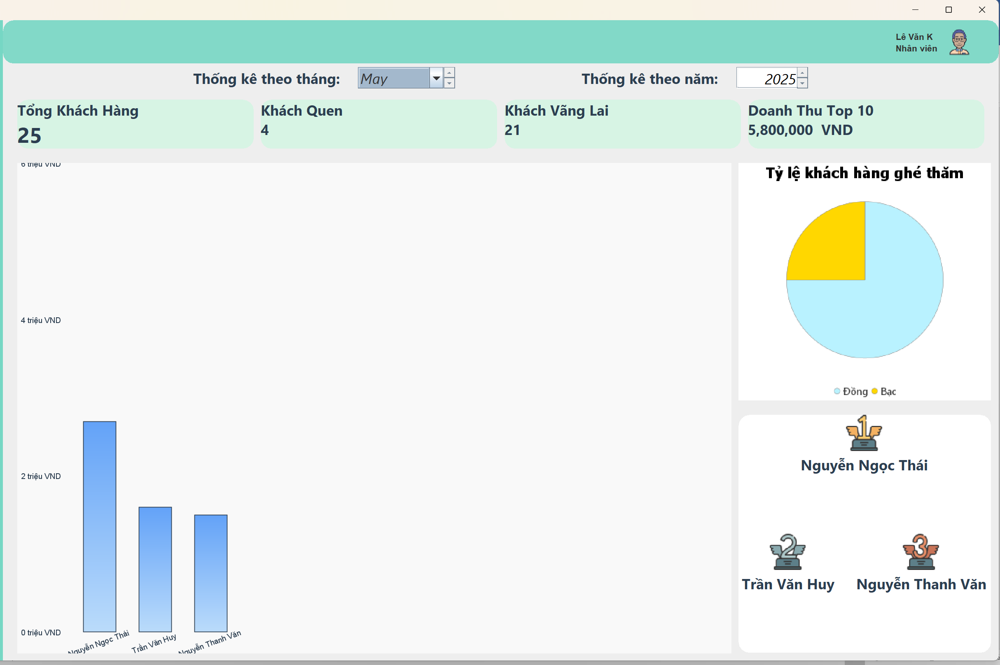 Lê Văn K
Nhân viên
Thống kê theo tháng: May
Thống kê theo năm: 2025
Tổng Khách Hàng
25
Khách Quen
4
Khách Vãng Lai
21
Doanh Thu Top 10
5,800,000 VND
6 triệu VND
4 triệu VND
2 triệu VND
0 triệu VND
Nguyễn Ngọc Thái
Trần Văn Huy
Nguyễn Thanh Văn
Tỷ lệ khách hàng ghé thăm
Đồng Bạc
1
Nguyễn Ngọc Thái
2
Trần Văn Huy
3
Nguyễn Thanh Văn